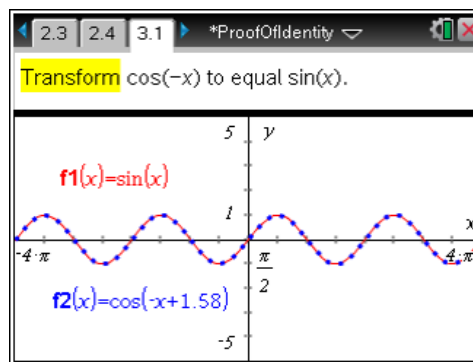 2.3 2.4 3.1 *ProofOfIdentity
Transform cos(-x) to equal sin(x).
5 y
f1(x)=sin(x)
1
x
-4·π π/2 4·π
f2(x)=cos(-x+1.58)
-5